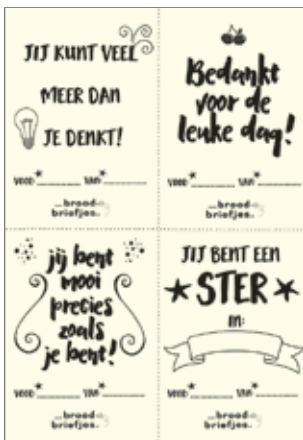 JIJ KUNT VEEL
MEER DAN
JE DENKT!
VOOR* VAN*
broodbriefjes.
Bedankt
voor de
leuke dag!
VOOR* VAN*
broodbriefjes.
jij bent
mooi
precies
zoals
je bent!
VOOR* VAN*
broodbriefjes.
JIJ BENT EEN
STER
IN:
VOOR* VAN*
broodbriefjes.